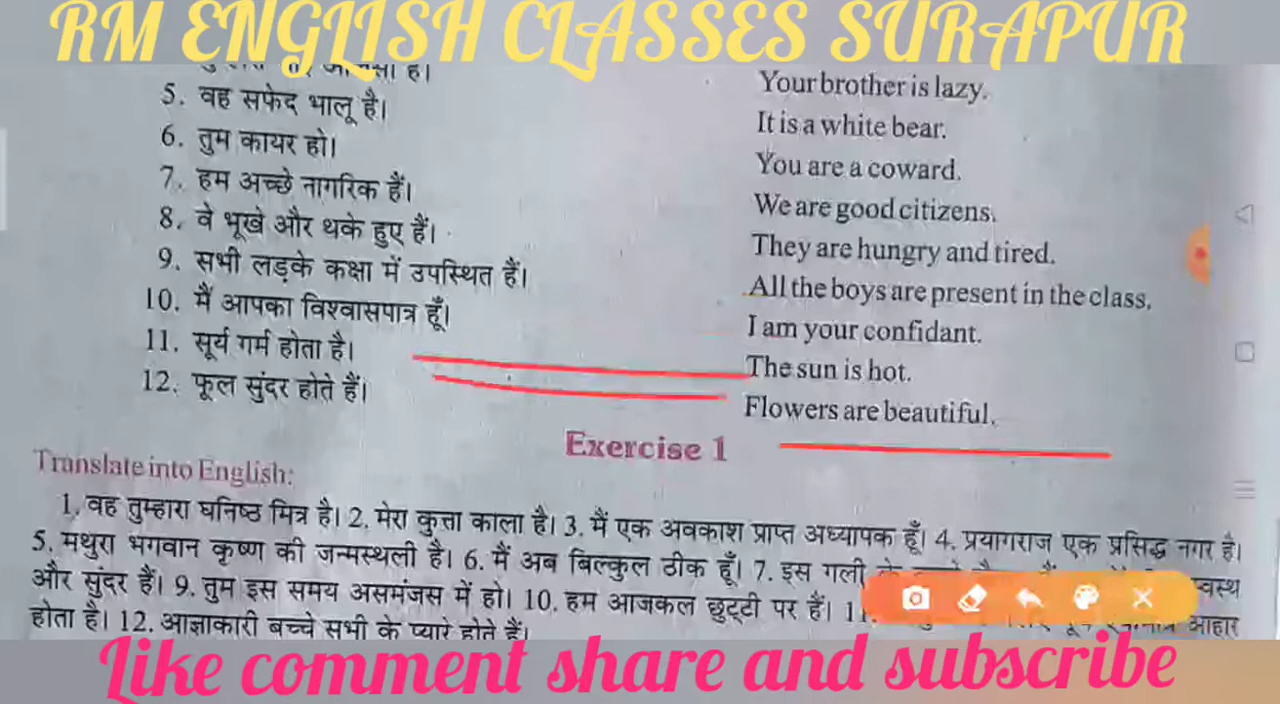 RM ENGLISH CLASSES SURAPUR
है।
Your brother is lazy.
5. वह सफेद भालू है।
It is a white bear.
6. तुम कायर हो।
You are a coward.
7. हम अच्छे नागरिक हैं।
We are good citizens.
8. वे भूखे और थके हुए हैं।
They are hungry and tired.
9. सभी लड़के कक्षा में उपस्थित हैं।
All the boys are present in the class.
10. मैं आपका विश्वासपात्र हूँ।
I am your confidant.
11. सूर्य गर्म होता है।
The sun is hot.
12. फूल सुंदर होते हैं।
Flowers are beautiful.
Exercise 1
Translate into English:
1. वह तुम्हारा घनिष्ठ मित्र है। 2. मेरा कुत्ता काला है। 3. मैं एक अवकाश प्राप्त अध्यापक हूँ। 4. प्रयागराज एक प्रसिद्ध नगर है।
5. मथुरा भगवान कृष्ण की जन्मस्थली है। 6. मैं अब बिल्कुल ठीक हूँ। 7. इस गली स्वस्थ
और सुंदर हैं। 9. तुम इस समय असमंजस में हो। 10. हम आजकल छुट्टी पर हैं। 11. आहार
होता है। 12. आज्ञाकारी बच्चे सभी के प्यारे होते हैं।
Like comment share and subscribe